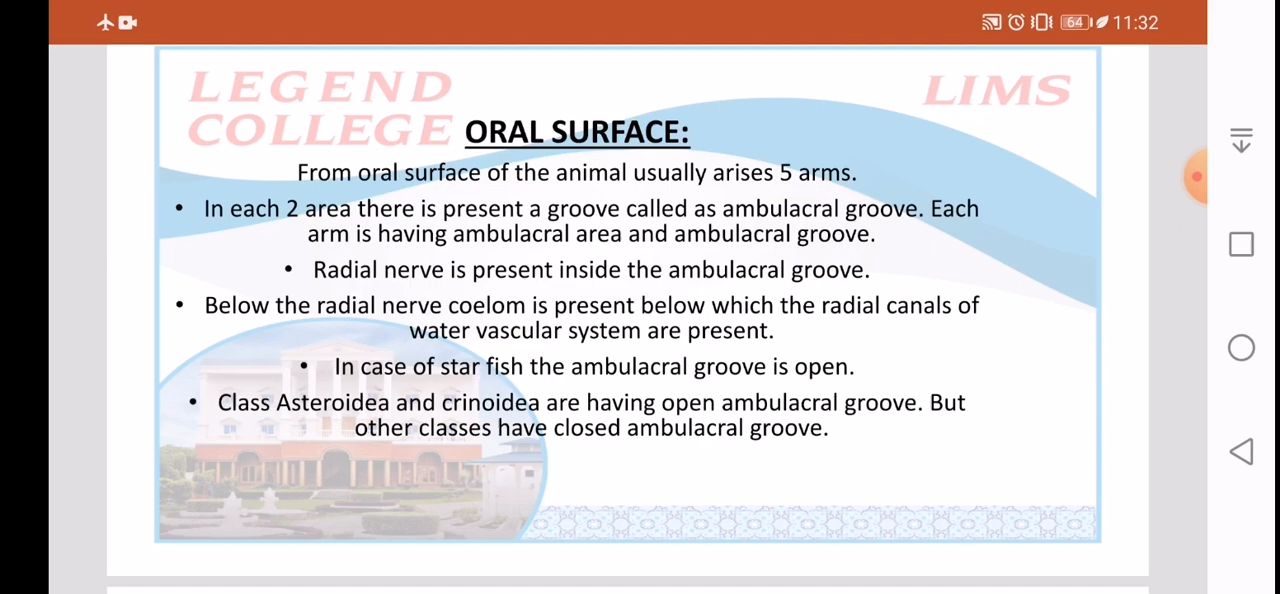 64 11:32
LEGEND
COLLEGE
LIMS
ORAL SURFACE:
From oral surface of the animal usually arises 5 arms.
• In each 2 area there is present a groove called as ambulacral groove. Each
arm is having ambulacral area and ambulacral groove.
• Radial nerve is present inside the ambulacral groove.
• Below the radial nerve coelom is present below which the radial canals of
water vascular system are present.
• In case of star fish the ambulacral groove is open.
• Class Asteroidea and crinoidea are having open ambulacral groove. But
other classes have closed ambulacral groove.